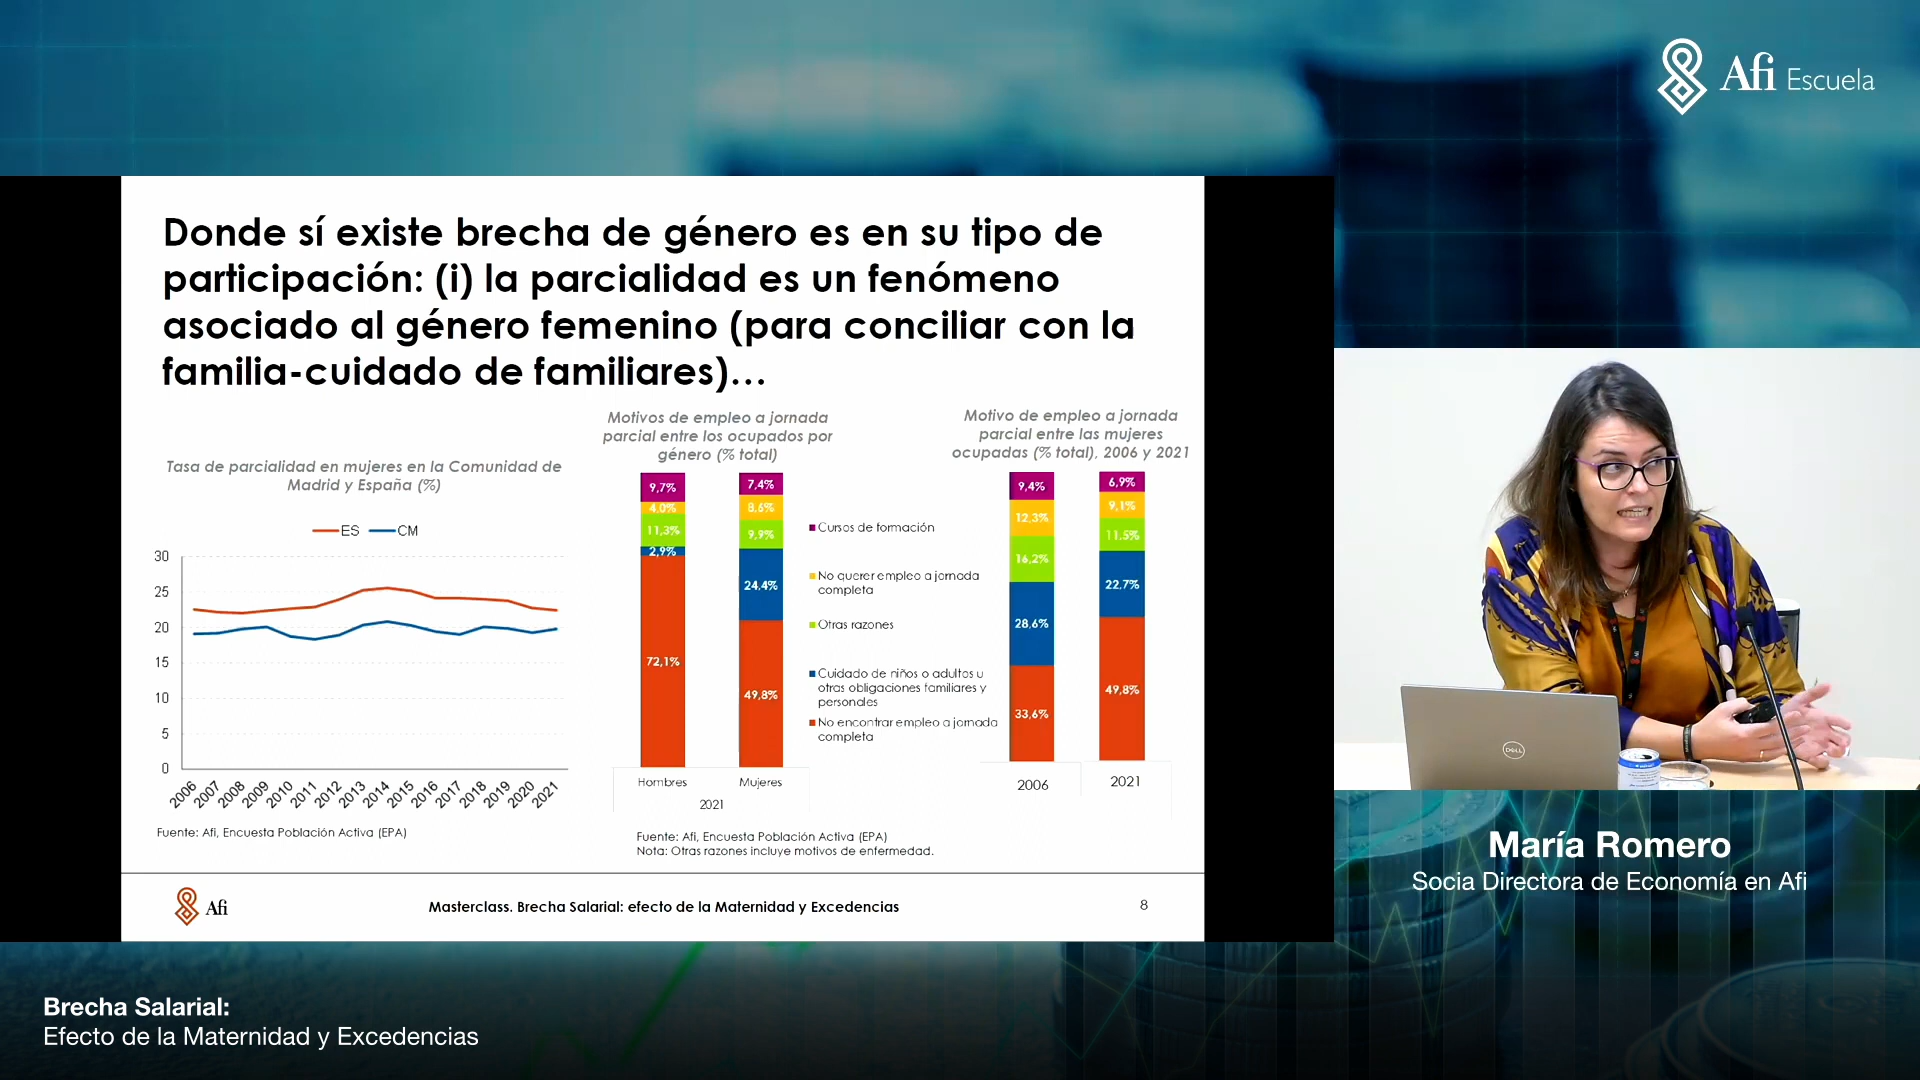 Afi Escuela
Donde sí existe brecha de género es en su tipo de
participación: (i) la parcialidad es un fenómeno
asociado al género femenino (para conciliar con la
familia-cuidado de familiares)…
Tasa de parcialidad en mujeres en la Comunidad de
Madrid y España (%)
ES CM
30
25
20
15
10
5
0
2006 2007 2008 2009 2010 2011 2012 2013 2014 2015 2016 2017 2018 2019 2020 2021
Fuente: Afi, Encuesta Población Activa (EPA)
Motivos de empleo a jornada
parcial entre los ocupados por
género (% total)
9,7% 7,4%
4,0% 8,6%
11,3% 9,9%
2,9% 24,4%
72,1% 49,8%
Hombres Mujeres
2021
Cursos de formación
No querer empleo a jornada
completa
Otras razones
Cuidado de niños o adultos u
otras obligaciones familiares y
personales
No encontrar empleo a jornada
completa
Motivo de empleo a jornada
parcial entre las mujeres
ocupadas (% total), 2006 y 2021
9,4% 6,9%
12,3% 9,1%
16,2% 11,5%
28,6% 22,7%
33,6% 49,8%
2006 2021
Fuente: Afi, Encuesta Población Activa (EPA)
Nota: Otras razones incluye motivos de enfermedad.
Afi
Masterclass. Brecha Salarial: efecto de la Maternidad y Excedencias
8
DELL
María Romero
Socia Directora de Economía en Afi
Brecha Salarial:
Efecto de la Maternidad y Excedencias